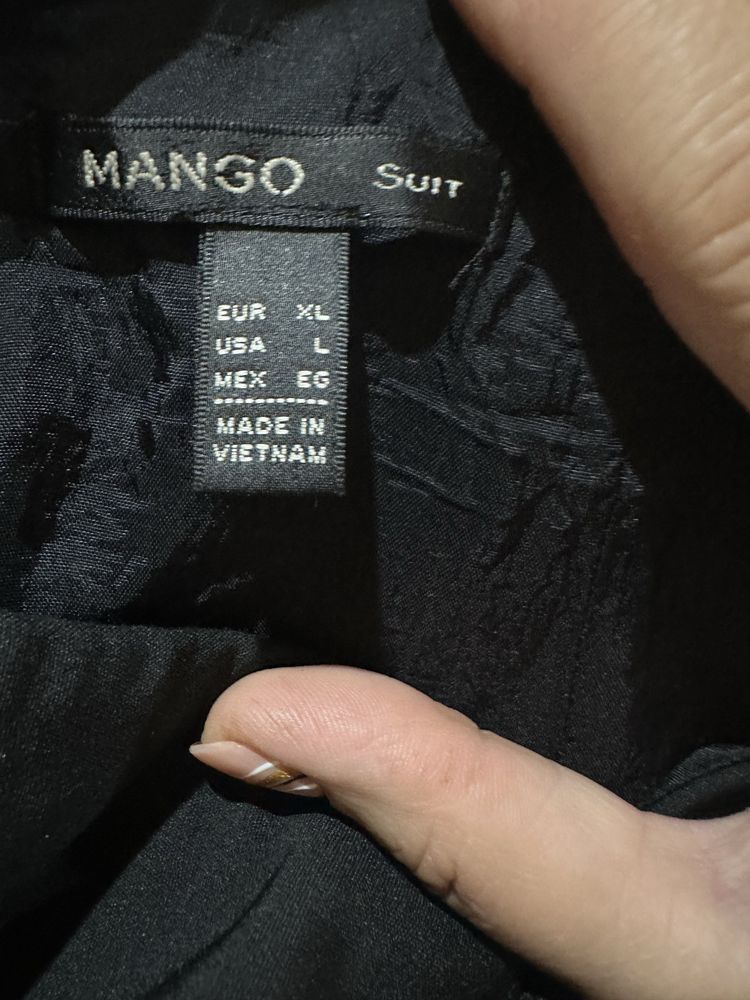 MANGO SUIT
EUR XL
USA L
MEX EG
MADE IN
VIETNAM